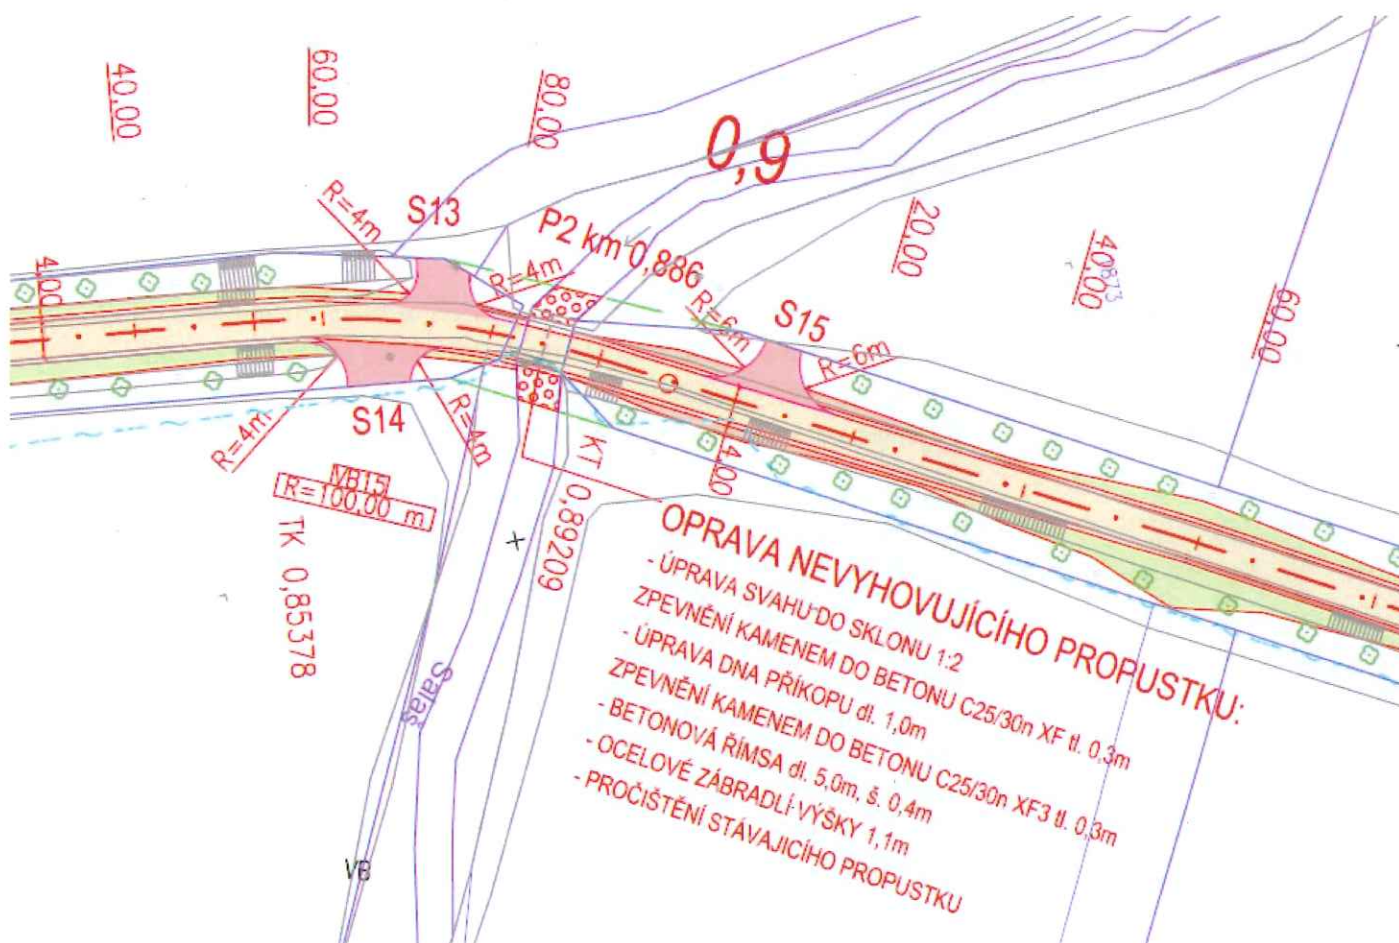 40,00
60,00
80,00
0,9
R=4m
S13
P2 km 0,886
R=4m
20,00
40,00
873
60,00
4,00
R=6m
S15
R=6m
S14
R=4m
R=4m
MB15
R=100,00 m
TK 0,85378
KT 0,89209
4,00
OPRAVA NEVYHOVUJÍCÍHO PROPUSTKU:
- ÚPRAVA SVAHU DO SKLONU 1:2
ZPEVNĚNÍ KAMENEM DO BETONU C25/30n XF tl. 0,3m
- ÚPRAVA DNA PŘÍKOPU dl. 1,0m
ZPEVNĚNÍ KAMENEM DO BETONU C25/30n XF3 tl. 0,3m
- BETONOVÁ ŘÍMSA dl. 5,0m, š. 0,4m
- OCELOVÉ ZÁBRADLÍ VÝŠKY 1,1m
- PROČIŠTĚNÍ STÁVAJICÍHO PROPUSTKU
Salaš
VB